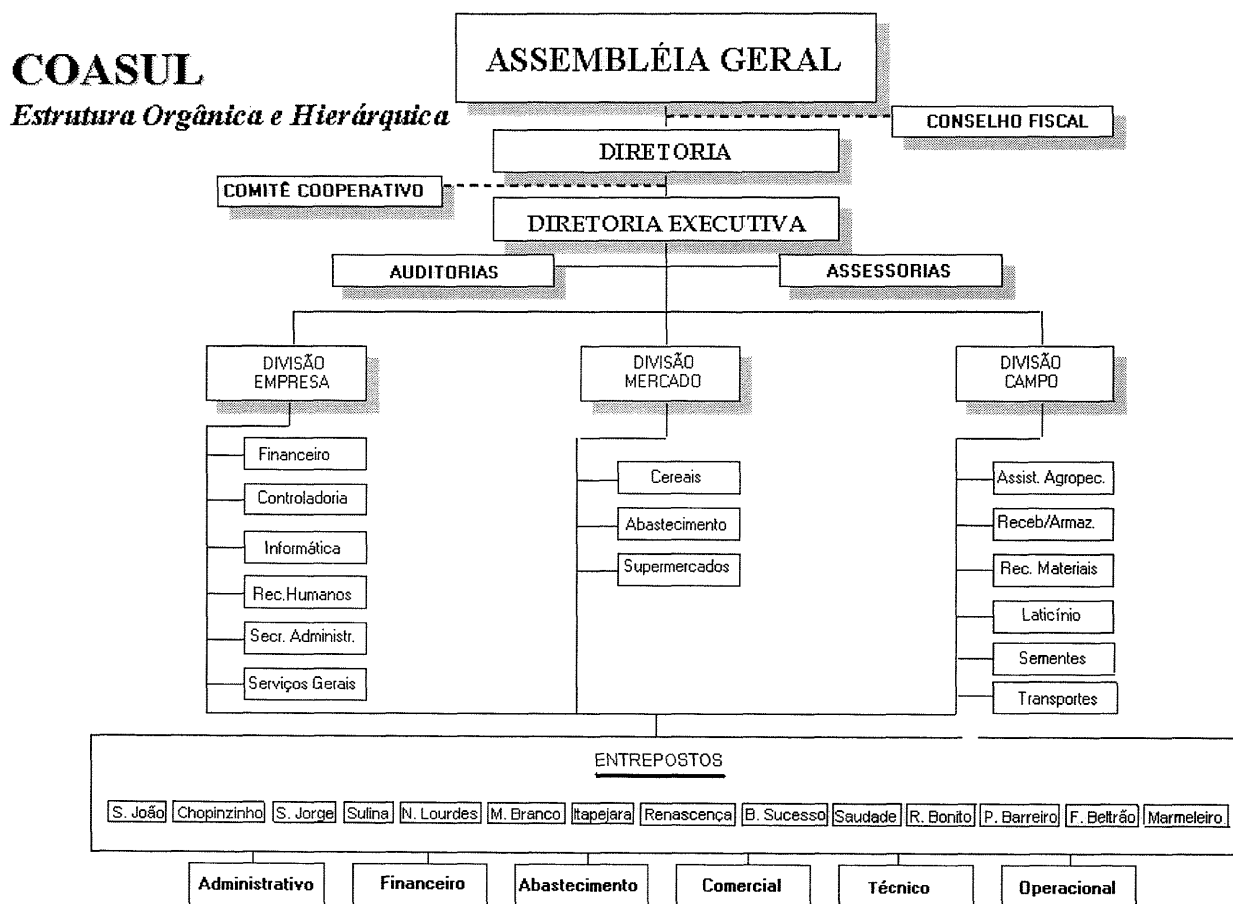 COASUL
Estrutura Orgânica e Hierárquica
ASSEMBLÉIA GERAL
CONSELHO FISCAL
DIRETORIA
COMITÊ COOPERATIVO
DIRETORIA EXECUTIVA
AUDITORIAS
ASSESSORIAS
DIVISÃO
EMPRESA
DIVISÃO
MERCADO
DIVISÃO
CAMPO
Financeiro
Controladoria
Informática
Rec.Humanos
Secr. Administr.
Serviços Gerais
Cereais
Abastecimento
Supermercados
Assist. Agropec.
Receb/Armaz.
Rec. Materiais
Laticínio
Sementes
Transportes
ENTREPOSTOS
S. João
Chopinzinho
S. Jorge
Sulina
N. Lourdes
M. Branco
Itapejara
Renascença
B. Sucesso
Saudade
R. Bonito
P. Barreiro
F. Beltrão
Marmeleiro
Administrativo
Financeiro
Abastecimento
Comercial
Técnico
Operacional